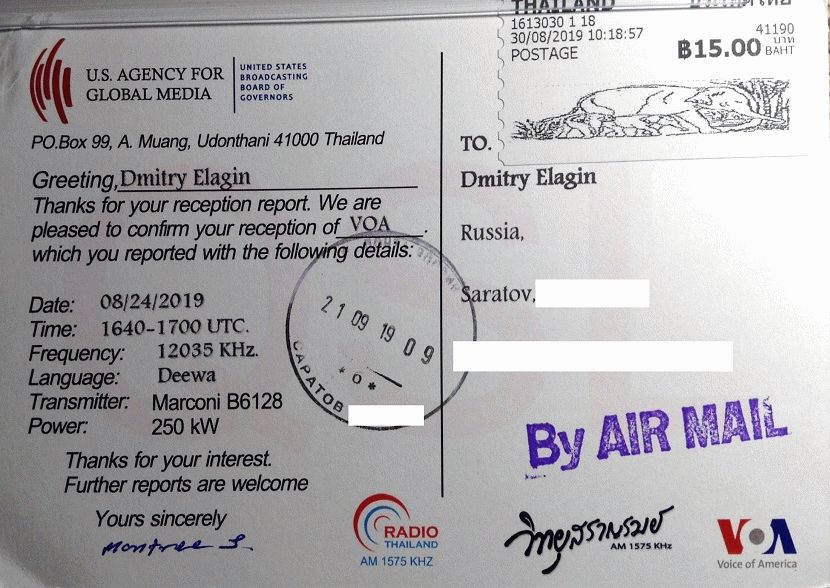 U.S. AGENCY FOR
GLOBAL MEDIA
UNITED STATES
BROADCASTING
BOARD OF
GOVERNORS
PO.Box 99, A. Muang, Udonthani 41000 Thailand
Greeting, Dmitry Elagin
Thanks for your reception report. We are
pleased to confirm your reception of VOA.
which you reported with the following details:
Date: 08/24/2019
Time: 1640-1700 UTC.
Frequency: 12035 KHz.
Language: Deewa
Transmitter: Marconi B6128
Power: 250 kW
Thanks for your interest.
Further reports are welcome
Yours sincerely
Montree S.
RADIO
THAILAND
AM 1575 KHZ
THAILAND
1613030 1 18
30/08/2019 10:18:57
POSTAGE
41190
฿15.00 บาท
BAHT
TO.
Dmitry Elagin
Russia,
Saratov,
21 09 19 09
САРАТОВ
By AIR MAIL
วิทยุสราญรมย์
AM 1575 KHz
VOA
Voice of America